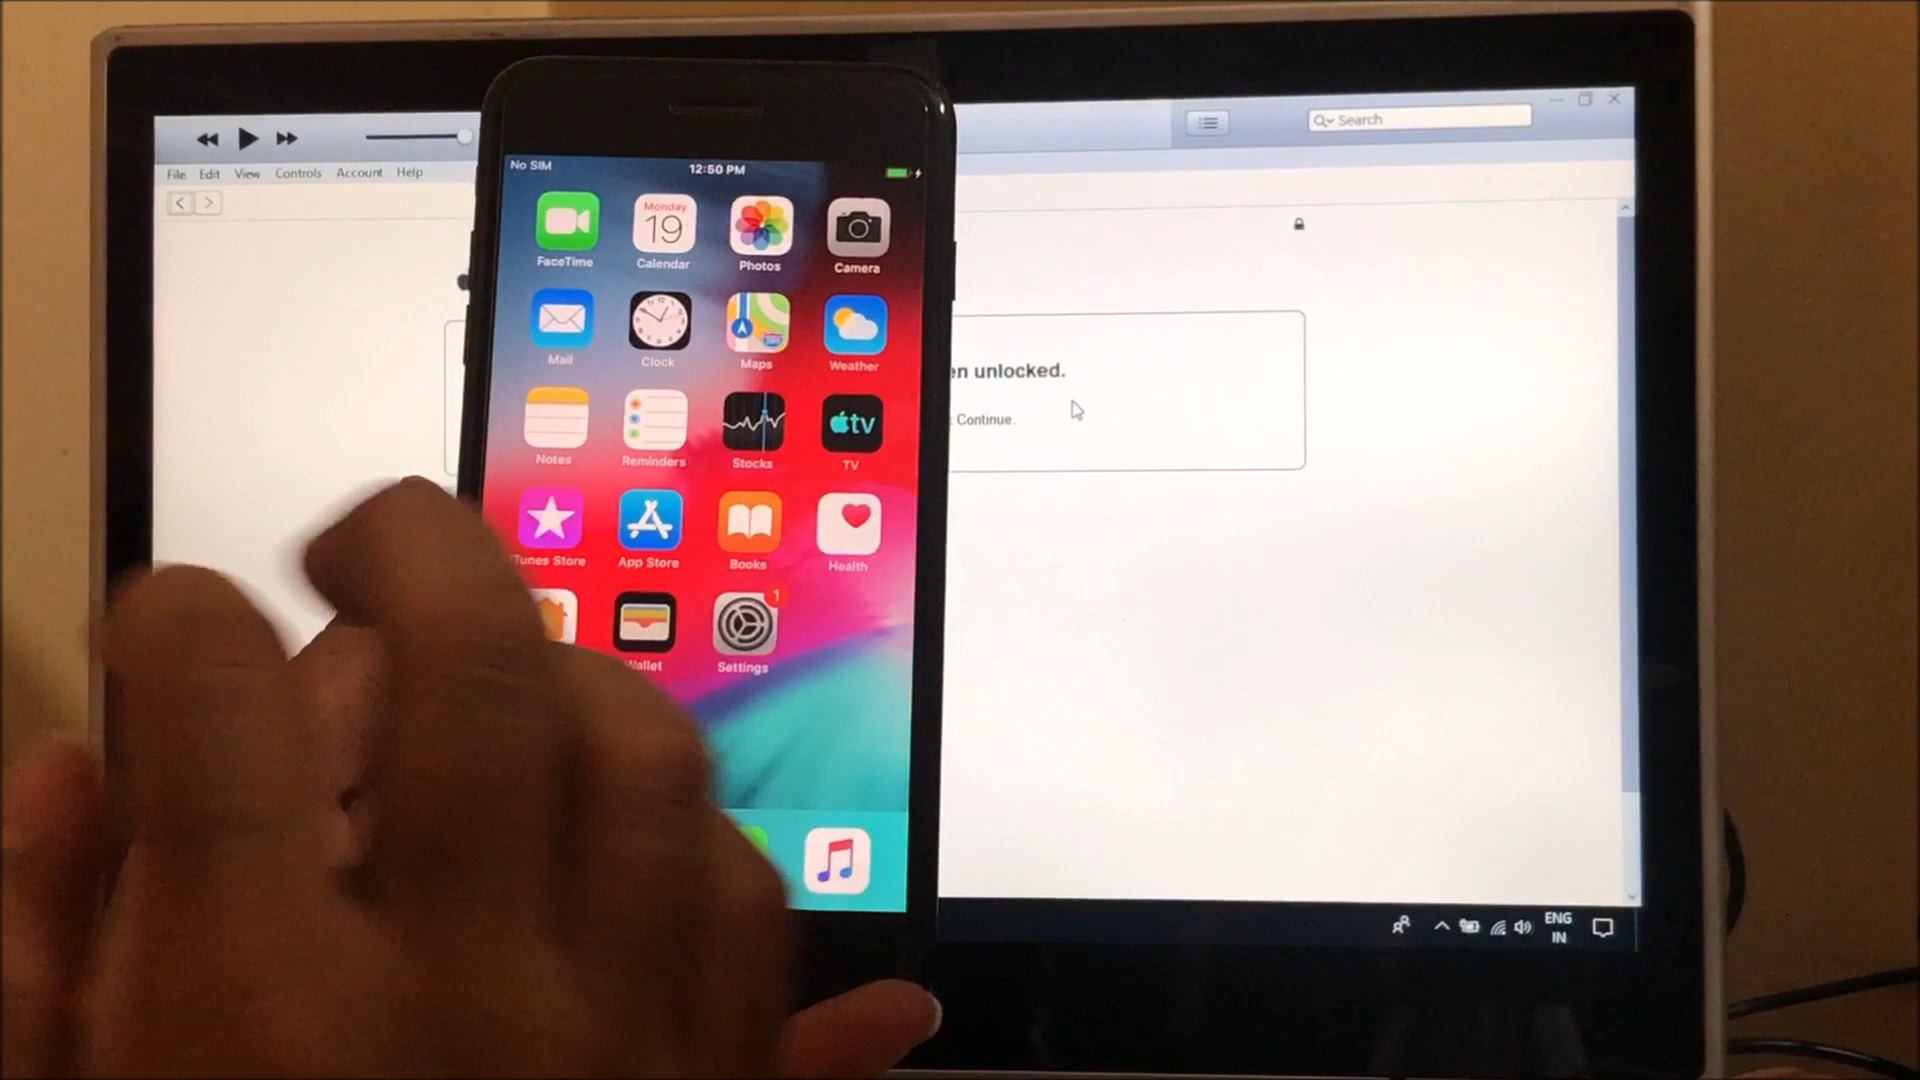 Search
File Edit View Controls Account Help
No SIM 12:50 PM
Monday
19
FaceTime Calendar Photos Camera
tv
Mail Clock Maps Weather
Notes Reminders Stocks TV
unlocked.
Continue.
Tunes Store App Store Books Health
1
Wallet Settings
ENG
IN